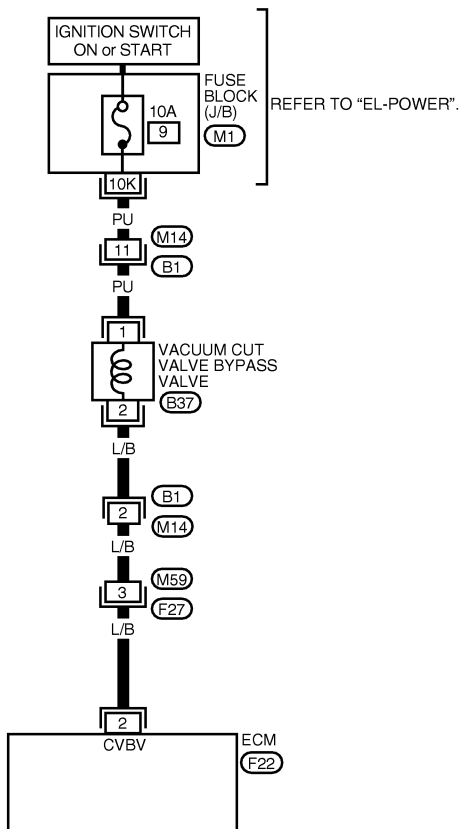 IGNITION SWITCH
ON or START
FUSE
BLOCK
(J/B)
M1
REFER TO "EL-POWER".
10A
9
10K
PU
11
M14
B1
PU
1
VACUUM CUT
VALVE BYPASS
VALVE
B37
2
L/B
B1
2
M14
L/B
M59
3
F27
L/B
2
CVBV
ECM
F22